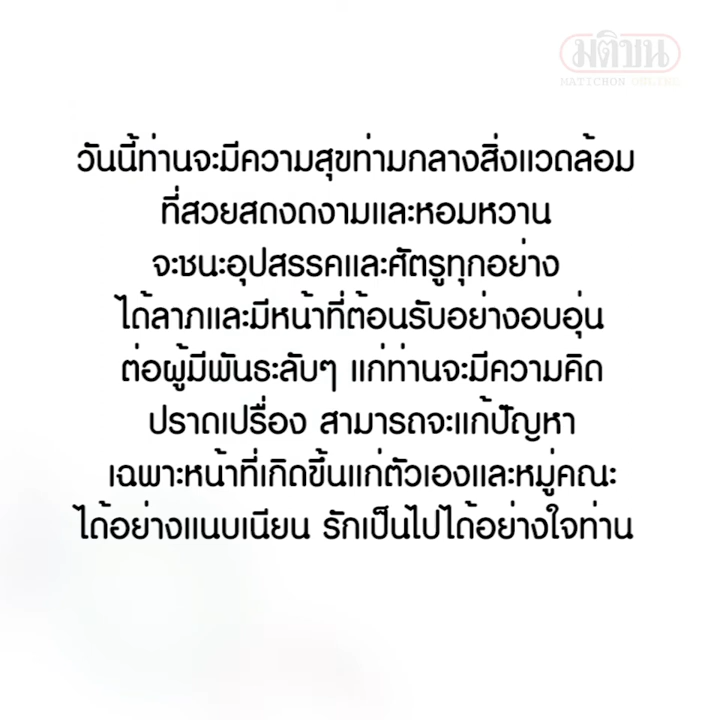 มติชน
MATICHON ONLINE
วันนี้ท่านจะมีความสุขท่ามกลางสิ่งแวดล้อม
ที่สวยสดงดงามและหอมหวาน
จะชนะอุปสรรคและศัตรูทุกอย่าง
ได้ลาภและมีหน้าที่ต้อนรับอย่างอบอุ่น
ต่อผู้มีพันธะลับๆ แก่ท่านจะมีความคิด
ปราดเปรื่อง สามารถจะแก้ปัญหา
เฉพาะหน้าที่เกิดขึ้นแก่ตัวเองและหมู่คณะ
ได้อย่างแนบเนียน รักเป็นไปได้อย่างใจท่าน